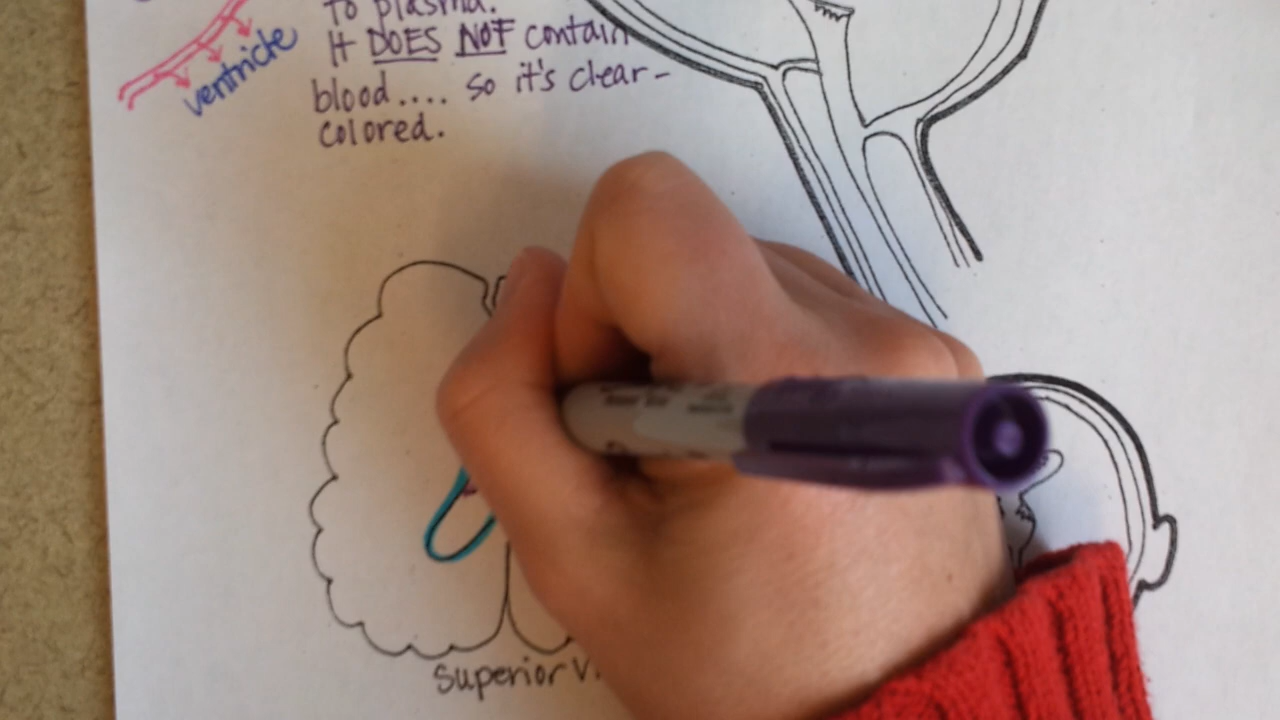 to plasma.
It DOES NOT contain
blood.... so it's clear-
colored.
ventricle
superior v